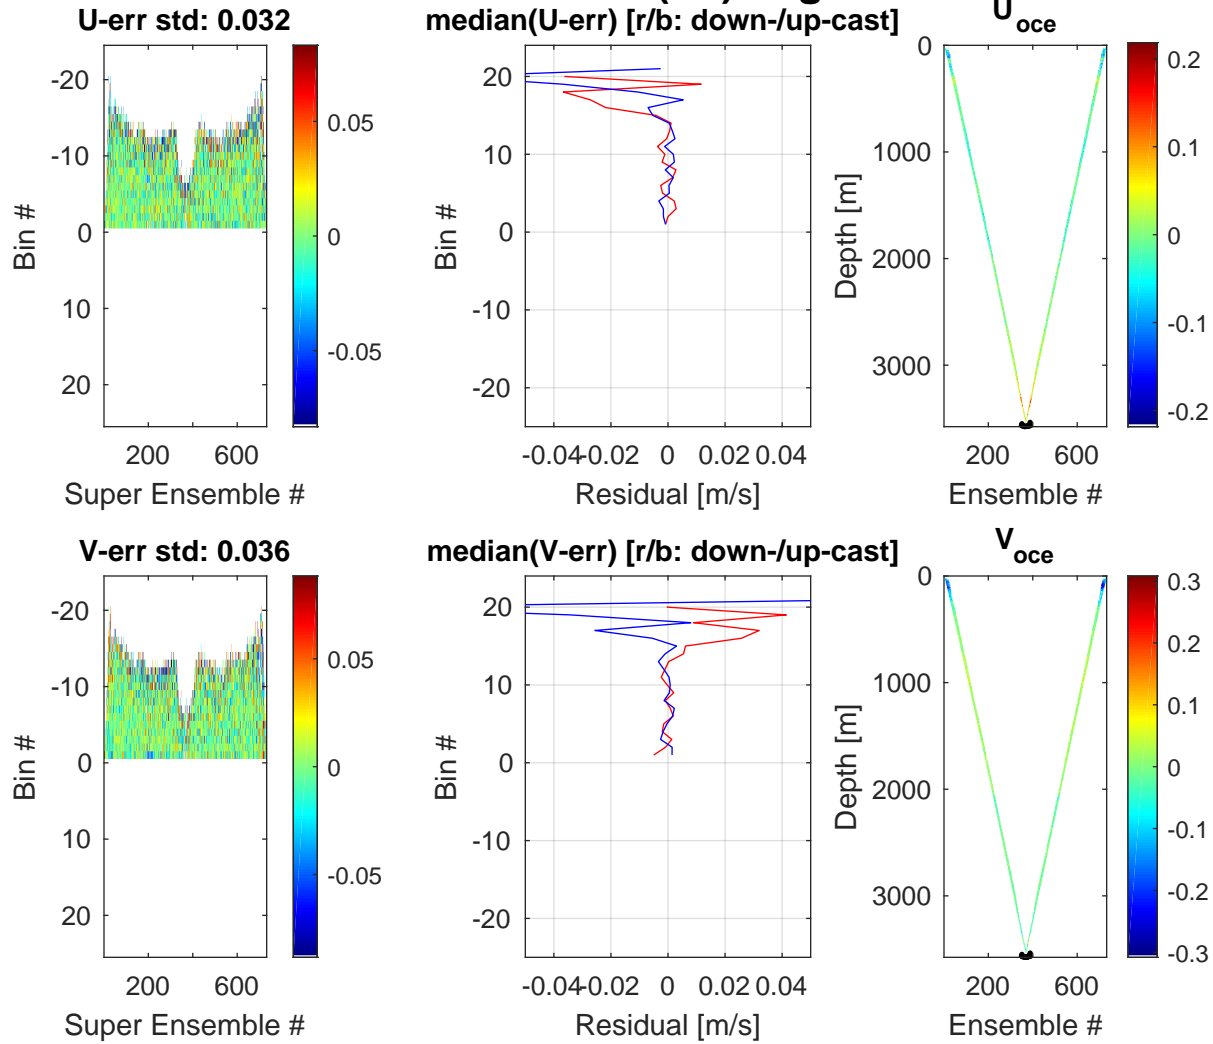 U-err std: 0.032
-20
-10
0
10
20
200 600
Super Ensemble #
Bin #
0.05
0
-0.05
median(U-err) [r/b: down-/up-cast]
20
10
0
-10
-20
-0.04 -0.02 0 0.02 0.04
Residual [m/s]
Bin #
U oce
0
1000
2000
3000
200 600
Ensemble #
Depth [m]
0.2
0.1
0
-0.1
-0.2
V-err std: 0.036
-20
-10
0
10
20
200 600
Super Ensemble #
Bin #
0.05
0
-0.05
median(V-err) [r/b: down-/up-cast]
20
10
0
-10
-20
-0.04 -0.02 0 0.02 0.04
Residual [m/s]
Bin #
V oce
0
1000
2000
3000
200 600
Ensemble #
Depth [m]
0.3
0.2
0.1
0
-0.1
-0.2
-0.3